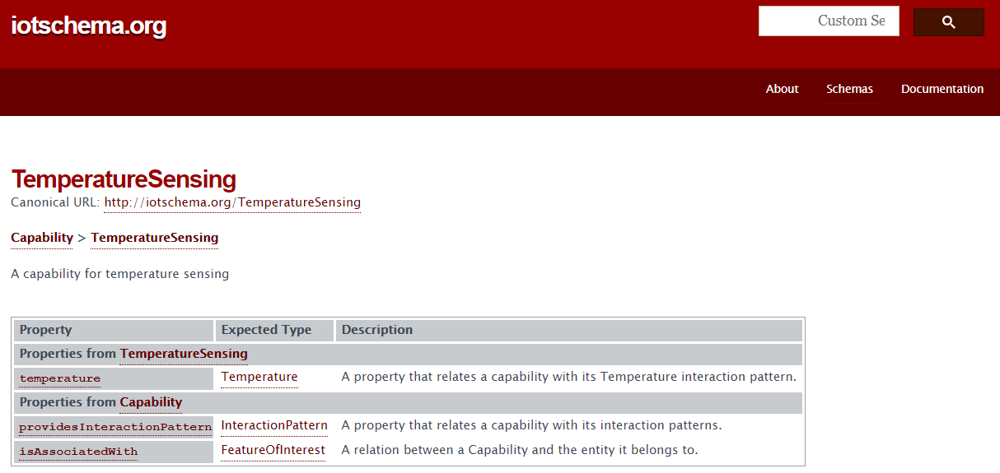 iotschema.org
Custom Se
About Schemas Documentation
TemperatureSensing
Canonical URL: http://iotschema.org/TemperatureSensing
Capability > TemperatureSensing
A capability for temperature sensing
Property Expected Type Description
Properties from TemperatureSensing
temperature Temperature A property that relates a capability with its Temperature interaction pattern.
Properties from Capability
providesInteractionPattern InteractionPattern A property that relates a capability with its interaction patterns.
isAssociatedWith FeatureOfInterest A relation between a Capability and the entity it belongs to.